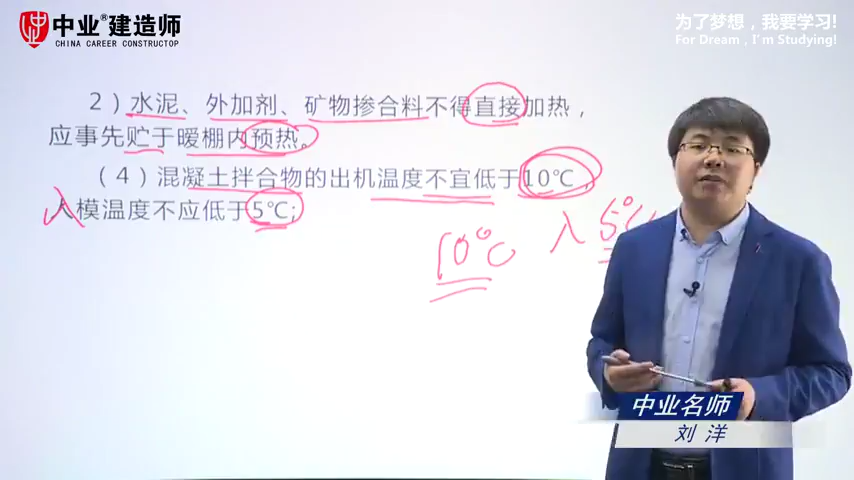 中业®建造师
CHINA CAREER CONSTRUCTOP
为了梦想，我要学习!
For Dream , I'm Studying!
2）水泥、外加剂、矿物掺合料不得直接加热，
应事先贮于暖棚内预热。
（4）混凝土拌合物的出机温度不宜低于10℃，
入模温度不应低于5℃;
10℃
入5℃
中业名师
刘 洋